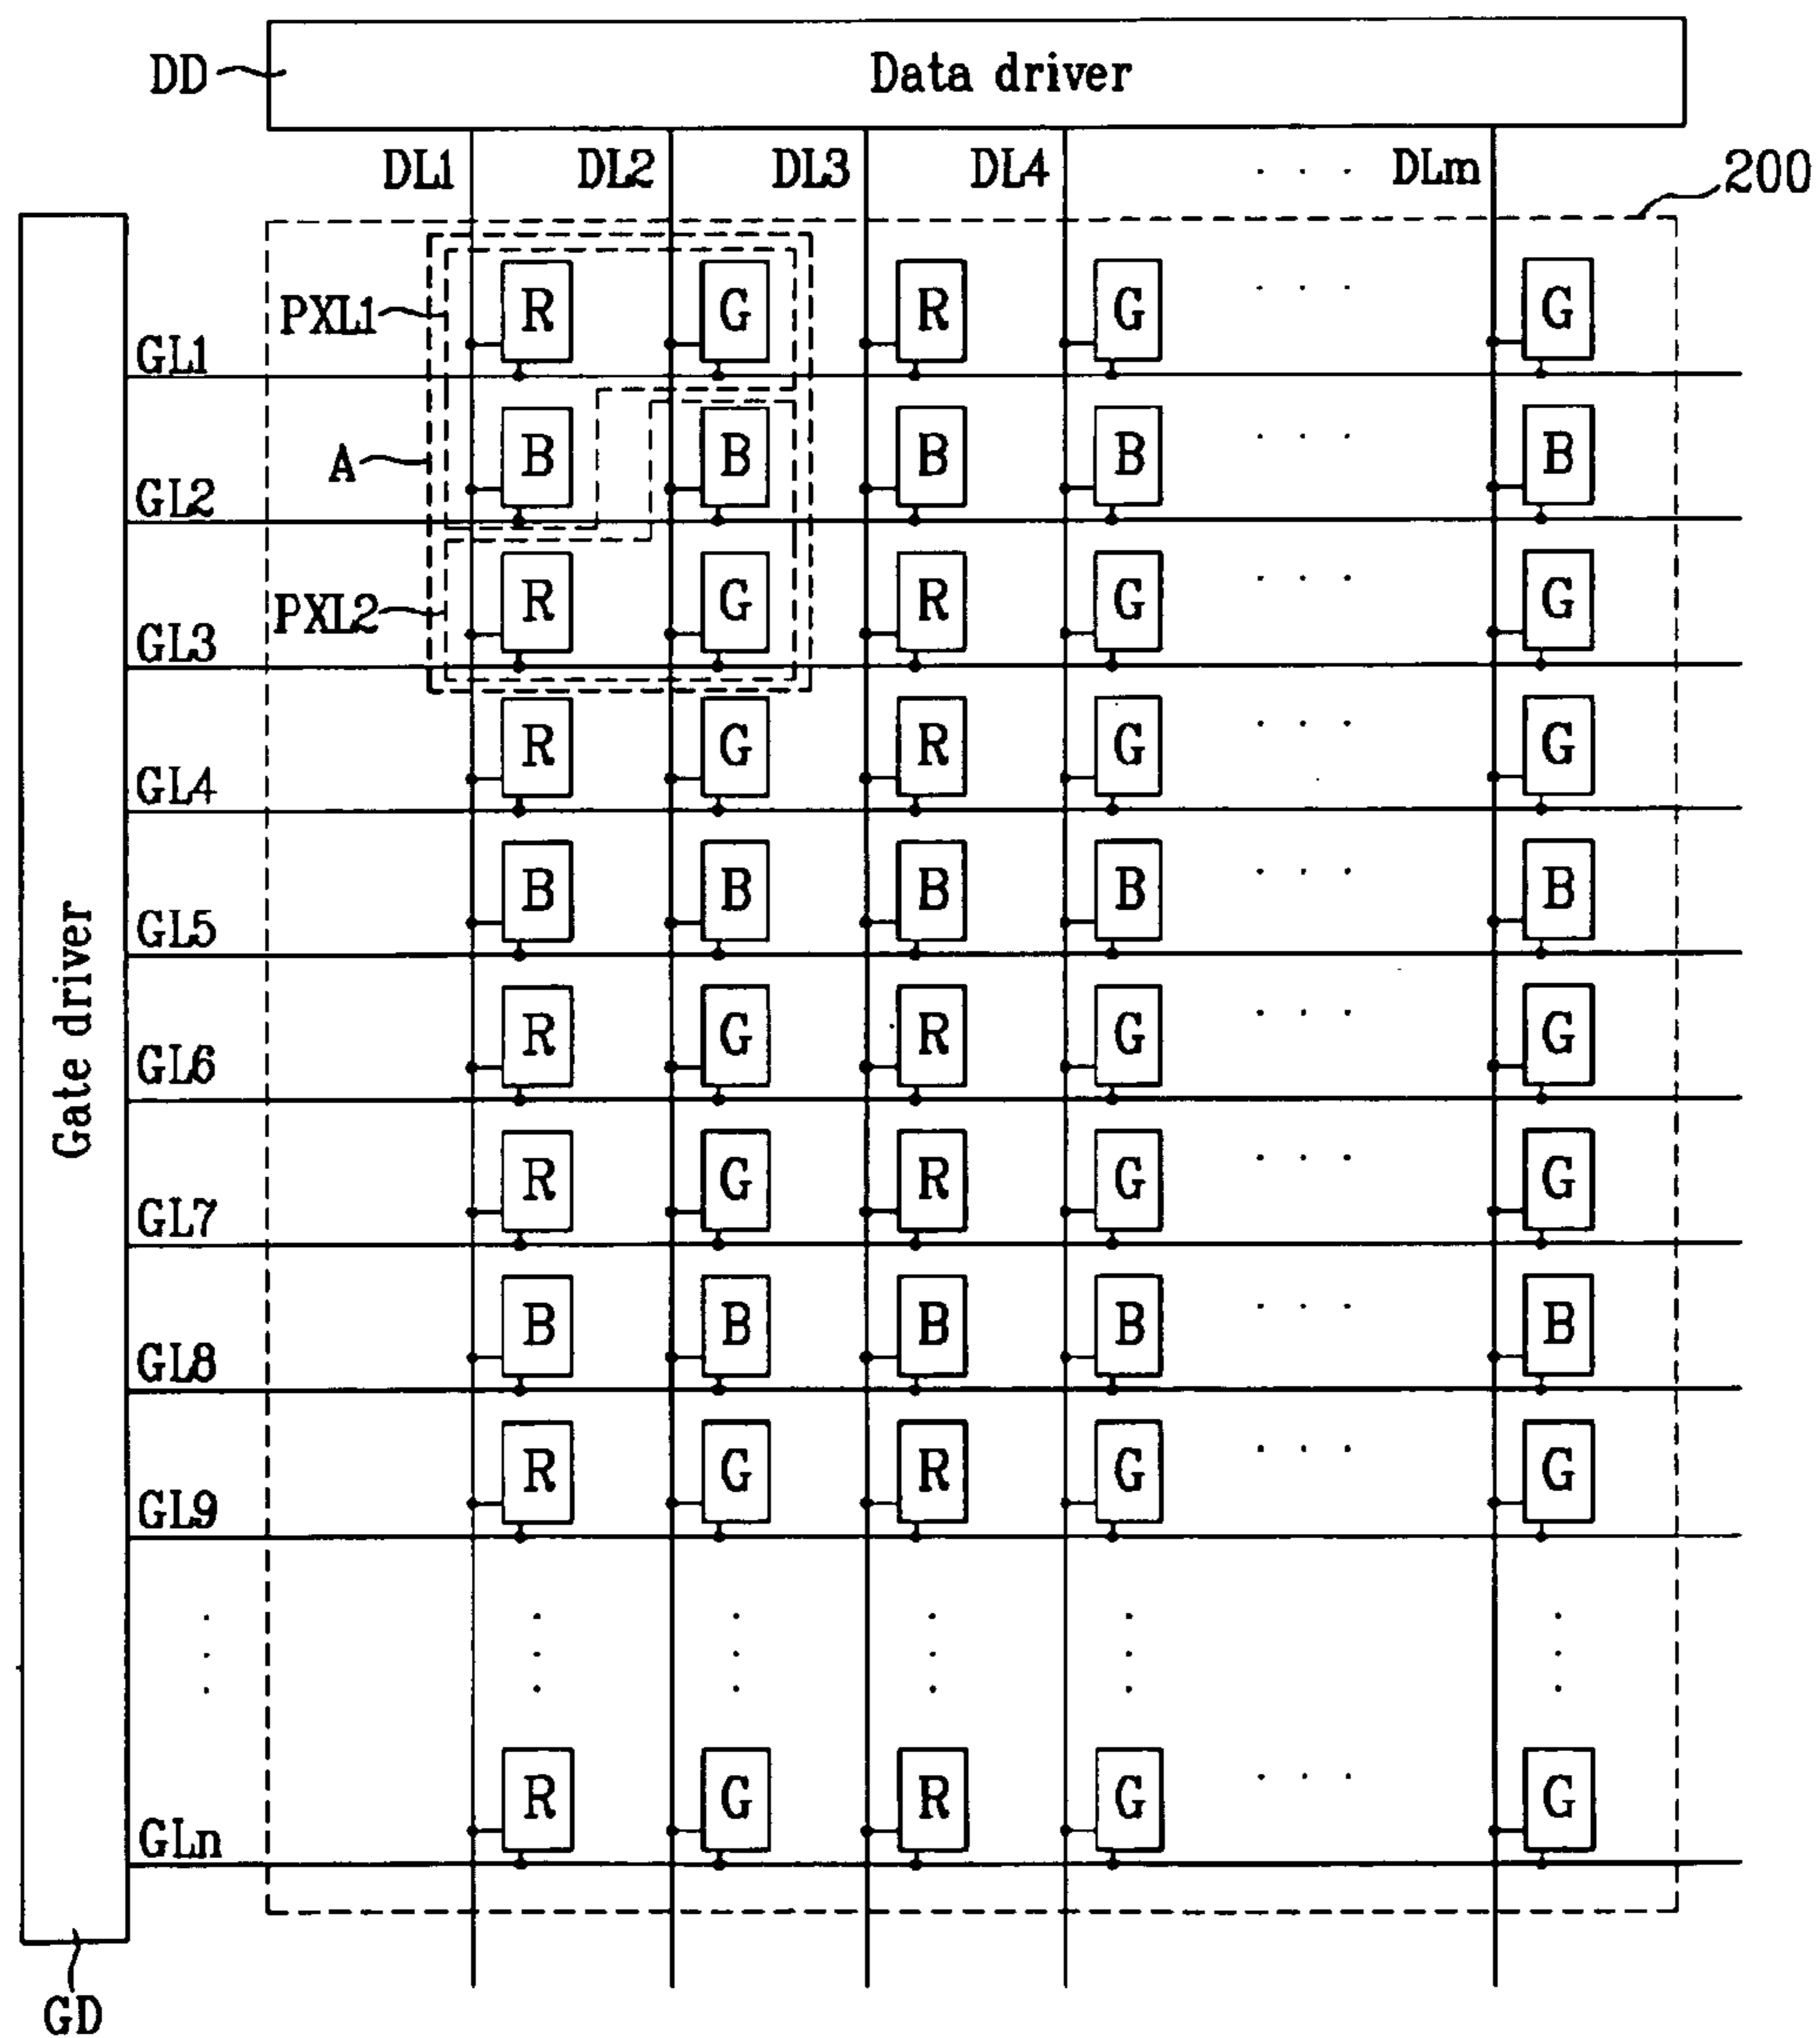 DD Data driver
DL1 DL2 DL3 DL4 . . . DLm
200
PXL1 R G R G . . . G
GL1
A B B B B . . . B
GL2
PXL2 R G R G . . . G
GL3
R G R G . . . G
GL4
B B B B . . . B
GL5
Gate driver
R G R G . . . G
GL6
R G R G . . . G
GL7
B B B B . . . B
GL8
R G R G . . . G
GL9
R G R G . . . G
GLn
GD